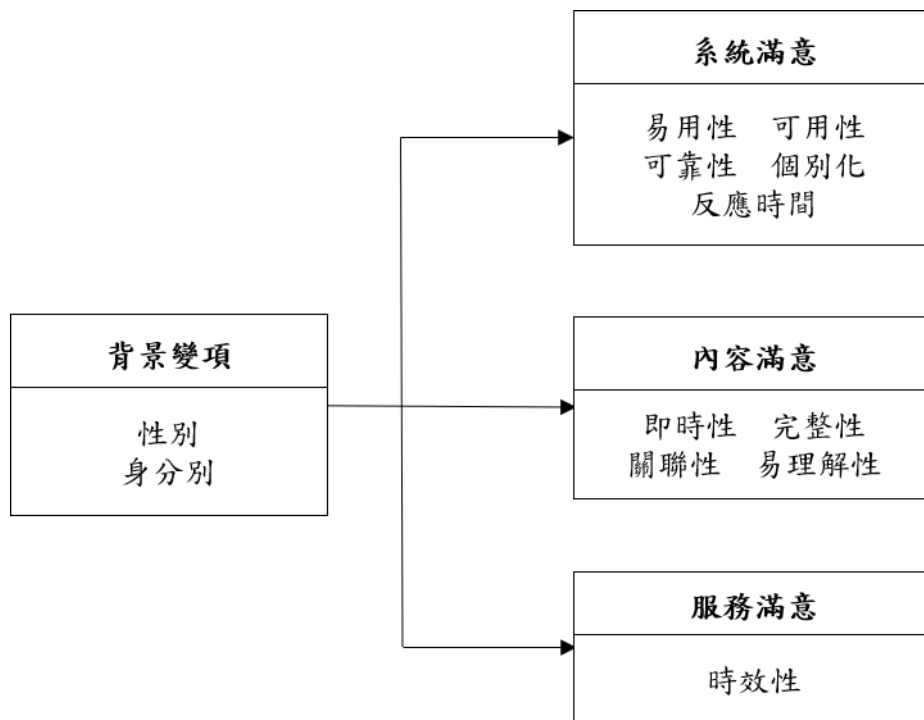 系統滿意
易用性 可用性
可靠性 個別化
反應時間
背景變項
性別
身分別
內容滿意
即時性 完整性
關聯性 易理解性
服務滿意
時效性